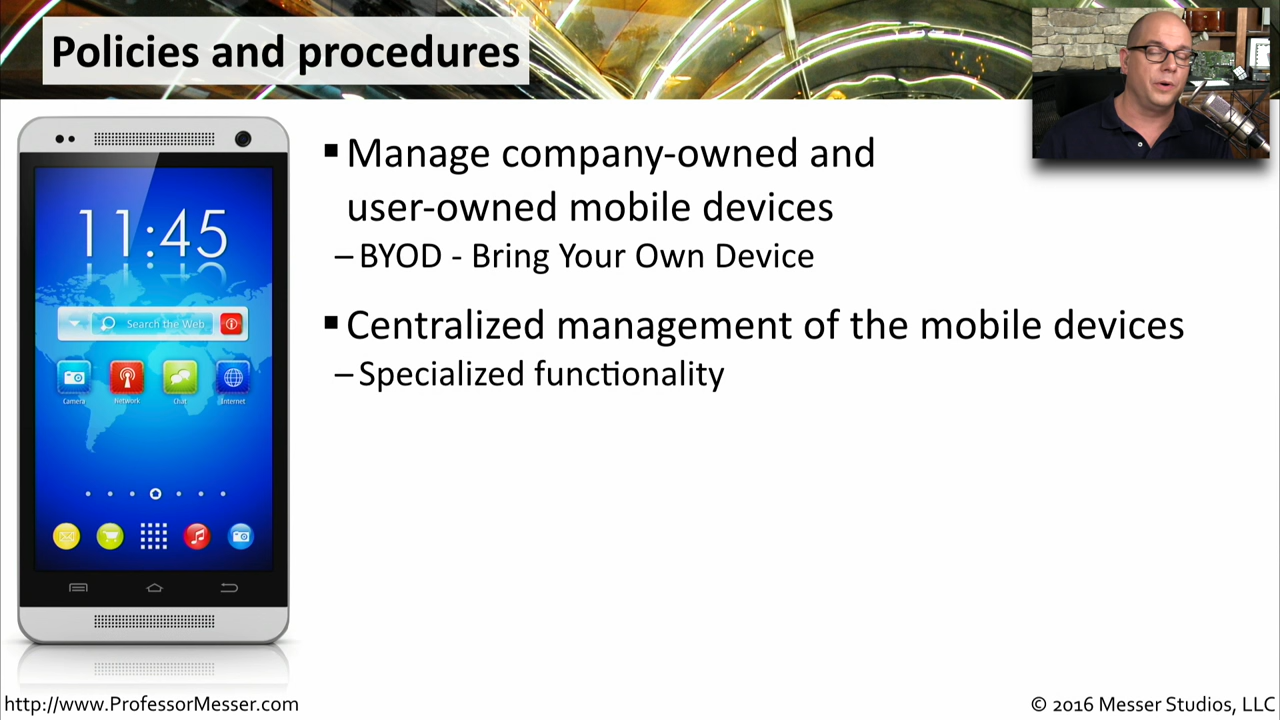 Policies and procedures
▪ Manage company-owned and
user-owned mobile devices
– BYOD - Bring Your Own Device
▪ Centralized management of the mobile devices
– Specialized functionality
11:45
Search the Web
Camera Network Chat Internet
http://www.ProfessorMesser.com
© 2016 Messer Studios, LLC